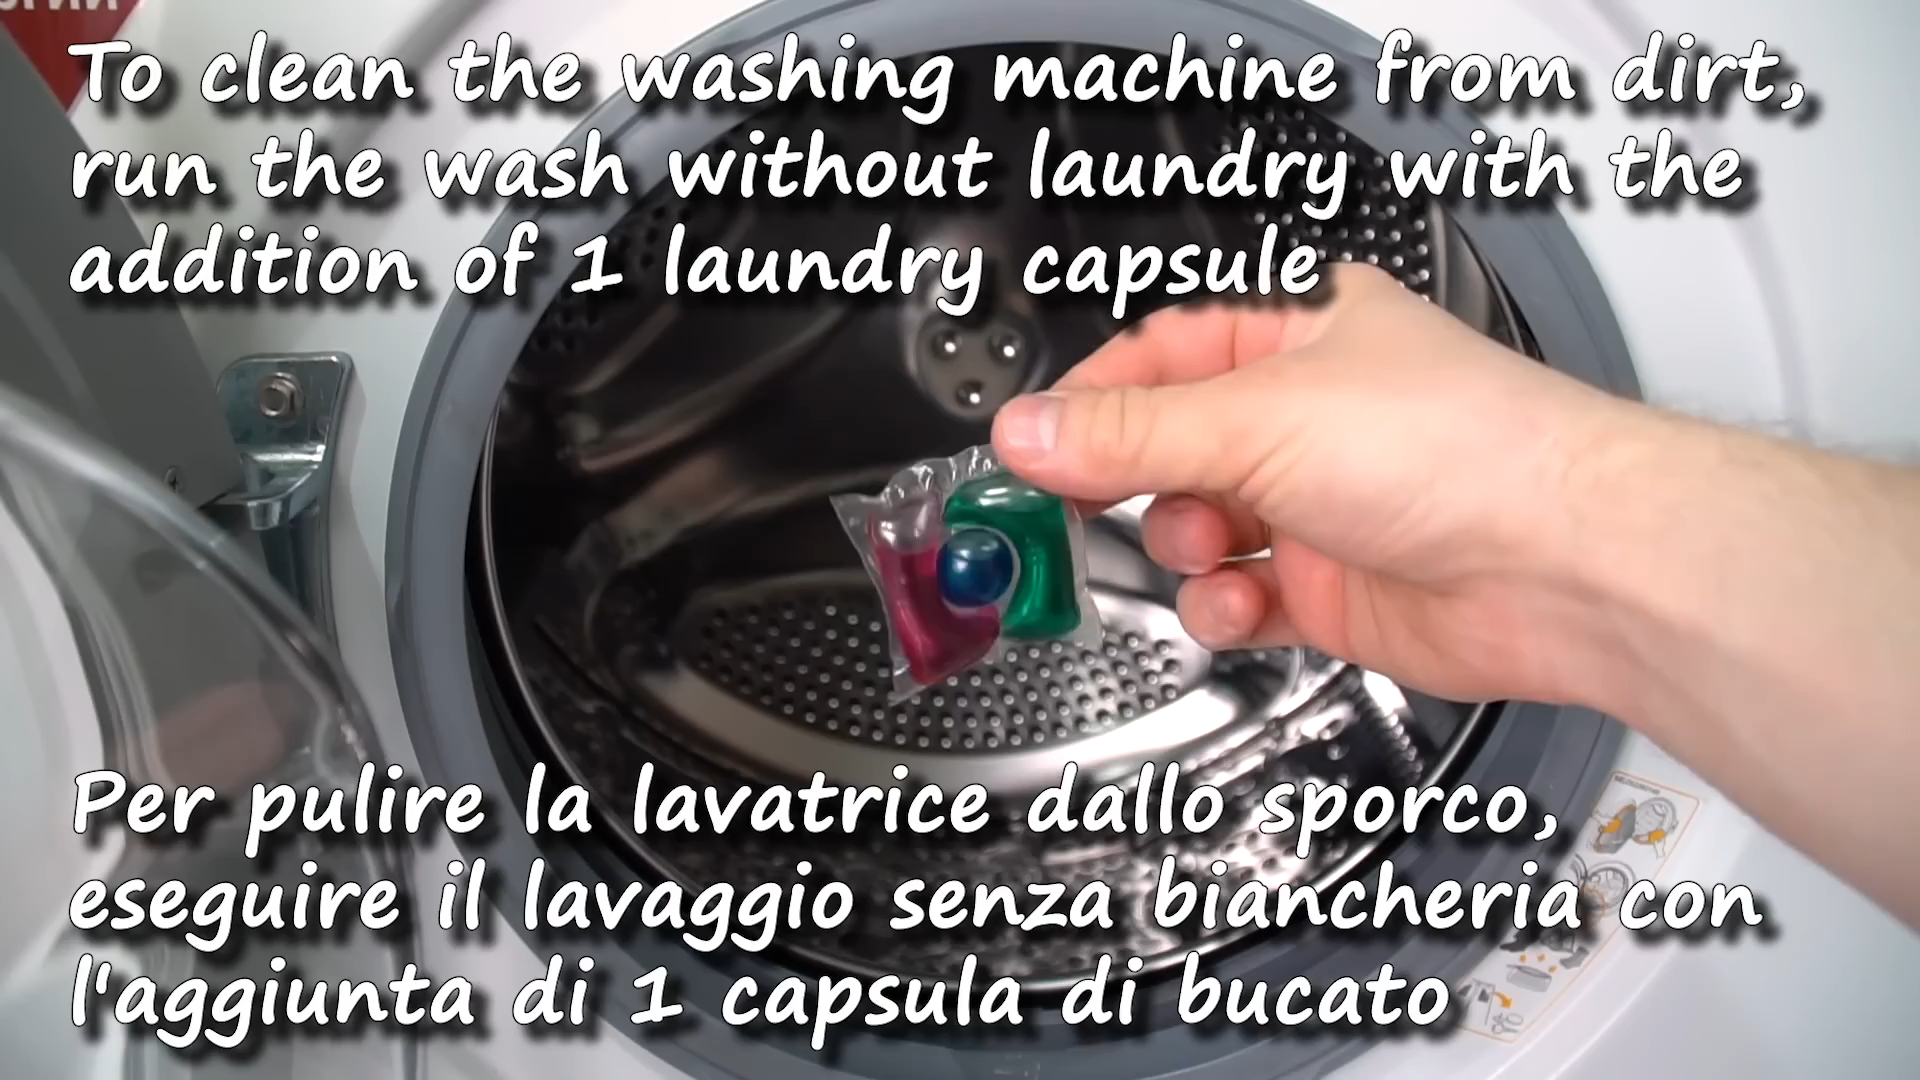 To clean the washing machine from dirt,
run the wash without laundry with the
addition of 1 laundry capsule
Per pulire la lavatrice dallo sporco,
eseguire il lavaggio senza biancheria con
l'aggiunta di 1 capsula di bucato